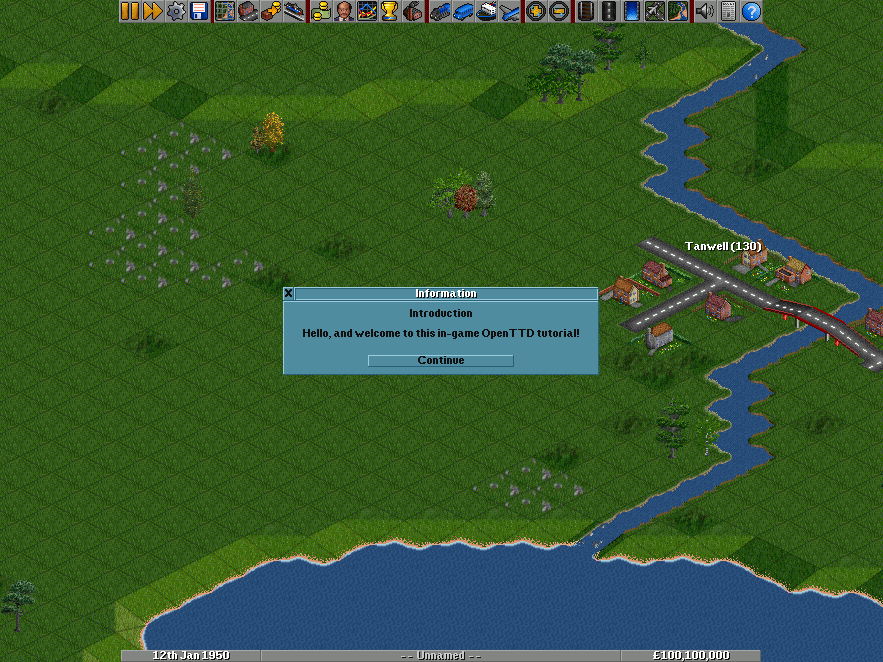 Tanwell (130)
Information
Introduction
Hello, and welcome to this in-game OpenTTD tutorial!
Continue
12th Jan 1950
-- Unnamed --
£100,100,000